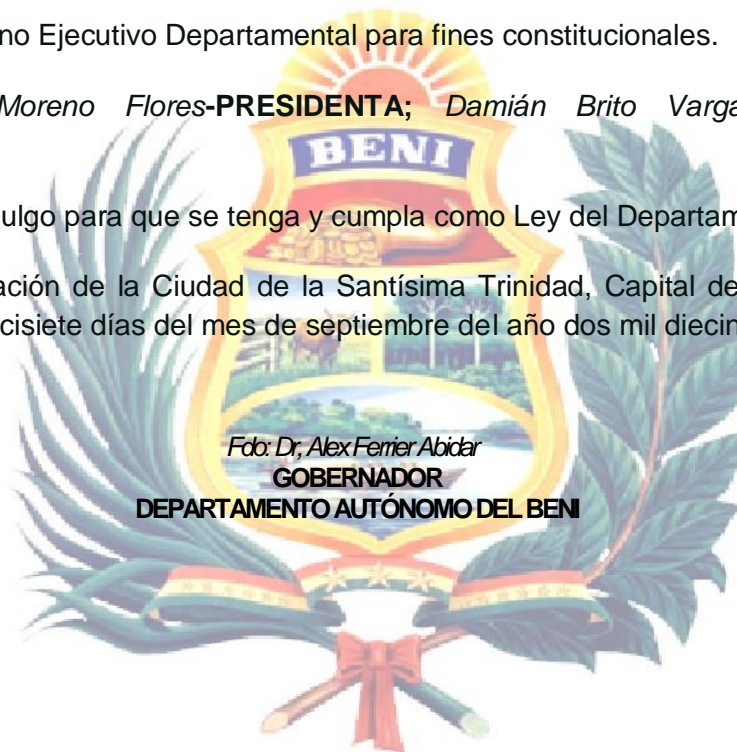 no Ejecutivo Departamental para fines constitucionales.
Moreno Flores-PRESIDENTA; Damián Brito Varga
BENI
ulgo para que se tenga y cumpla como Ley del Departam
ación de la Ciudad de la Santísima Trinidad, Capital de
cisiete días del mes de septiembre del año dos mil diecin
Fdo: Dr, Alex Ferrier Abidar
GOBERNADOR
DEPARTAMENTO AUTÓNOMO DEL BENI